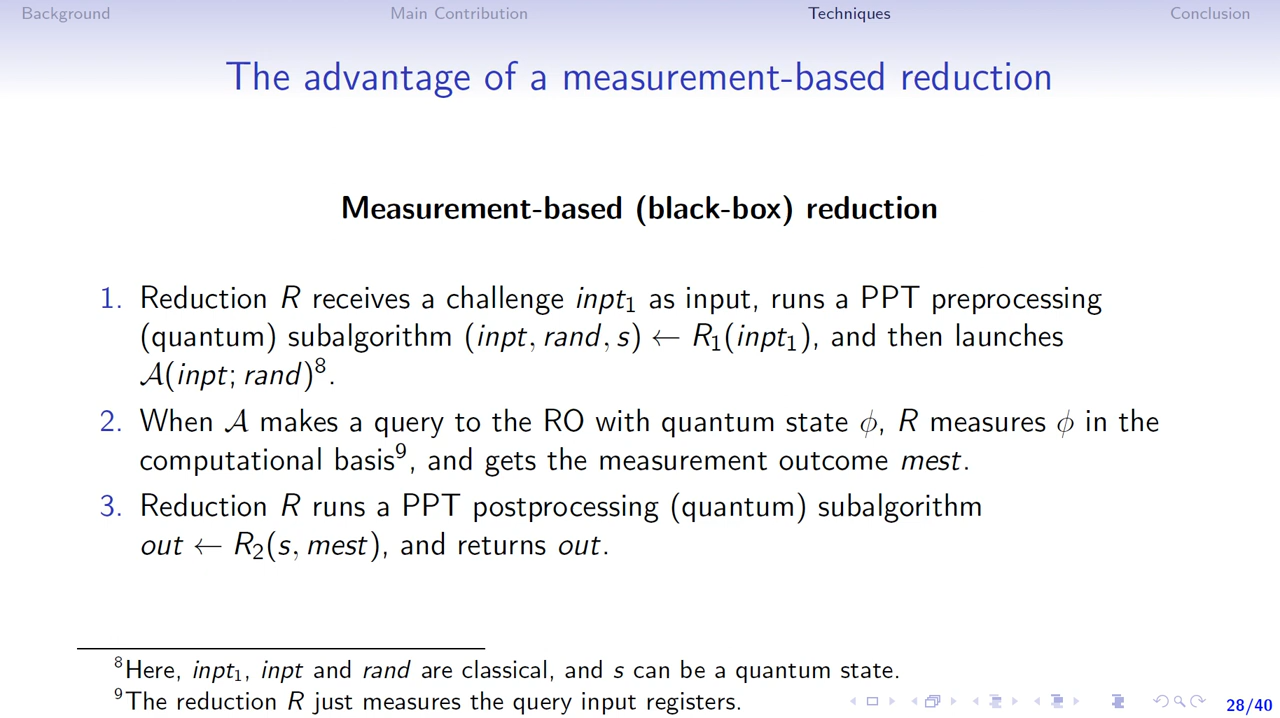 Background Main Contribution Techniques Conclusion
The advantage of a measurement-based reduction
Measurement-based (black-box) reduction
1. Reduction R receives a challenge inpt₁ as input, runs a PPT preprocessing
(quantum) subalgorithm (inpt, rand, s) ← R₁(inpt₁), and then launches
𝒜(inpt; rand)⁸.
2. When 𝒜 makes a query to the RO with quantum state ϕ, R measures ϕ in the
computational basis⁹, and gets the measurement outcome mest.
3. Reduction R runs a PPT postprocessing (quantum) subalgorithm
out ← R₂(s, mest), and returns out.
⁸Here, inpt₁, inpt and rand are classical, and s can be a quantum state.
⁹The reduction R just measures the query input registers.
28/40